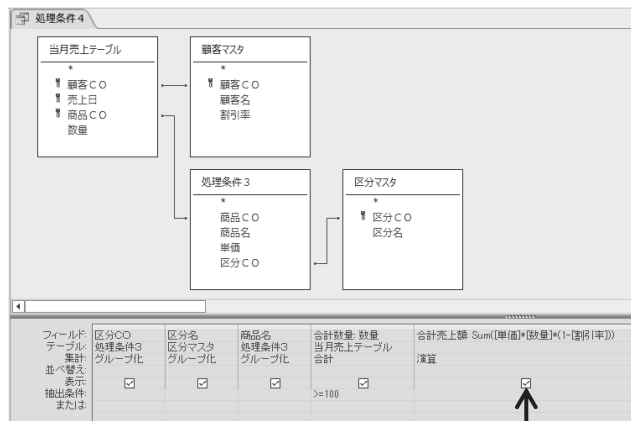 処理条件４
当月売上テーブル
*
顧客ＣＯ
売上日
商品ＣＯ
数量
顧客マスタ
*
顧客ＣＯ
顧客名
割引率
処理条件３
*
商品ＣＯ
商品名
単価
区分ＣＯ
区分マスタ
*
区分ＣＯ
区分名
フィールド: 区分CO 区分名 商品名 合計数量: 数量 合計売上額: Sum([単価]*[数量]*(1-[割引率]))
テーブル: 処理条件3 区分マスタ 処理条件3 当月売上テーブル
集計: グループ化 グループ化 グループ化 合計 演算
並べ替え:
表示:
抽出条件: >=100
または: